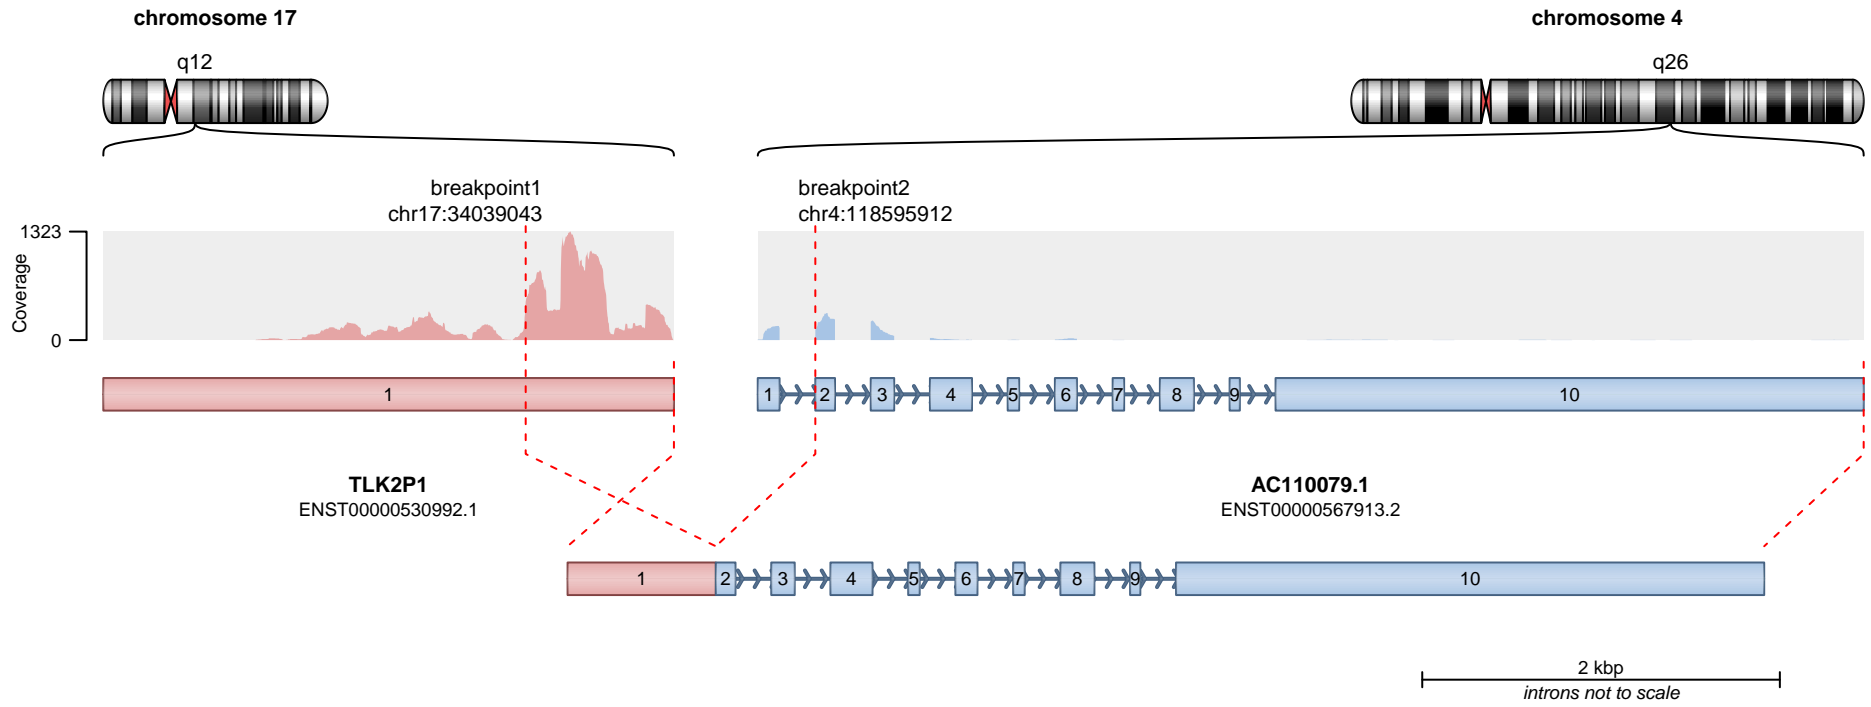 chromosome 17
chromosome 4
q12
q26
breakpoint1
chr17:34039043
breakpoint2
chr4:118595912
1323
Coverage
0
1
1 2 3 4 5 6 7 8 9 10
TLK2P1
ENST00000530992.1
AC110079.1
ENST00000567913.2
1 2 3 4 5 6 7 8 9 10
2 kbp
introns not to scale